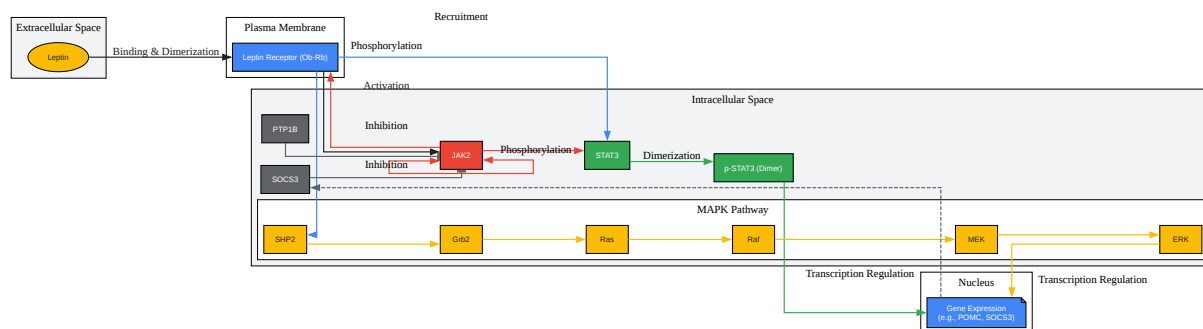 Recruitment
Extracellular Space
Plasma Membrane
Leptin
Binding & Dimerization
Leptin Receptor (Ob-Rb)
Phosphorylation
Activation
Intracellular Space
PTP1B
Inhibition
JAK2
Phosphorylation
STAT3
Dimerization
p-STAT3 (Dimer)
Inhibition
SOCS3
MAPK Pathway
SHP2
Grb2
Ras
Raf
MEK
ERK
Transcription Regulation
Nucleus
Transcription Regulation
Gene Expression
(e.g., POMC, SOCS3)